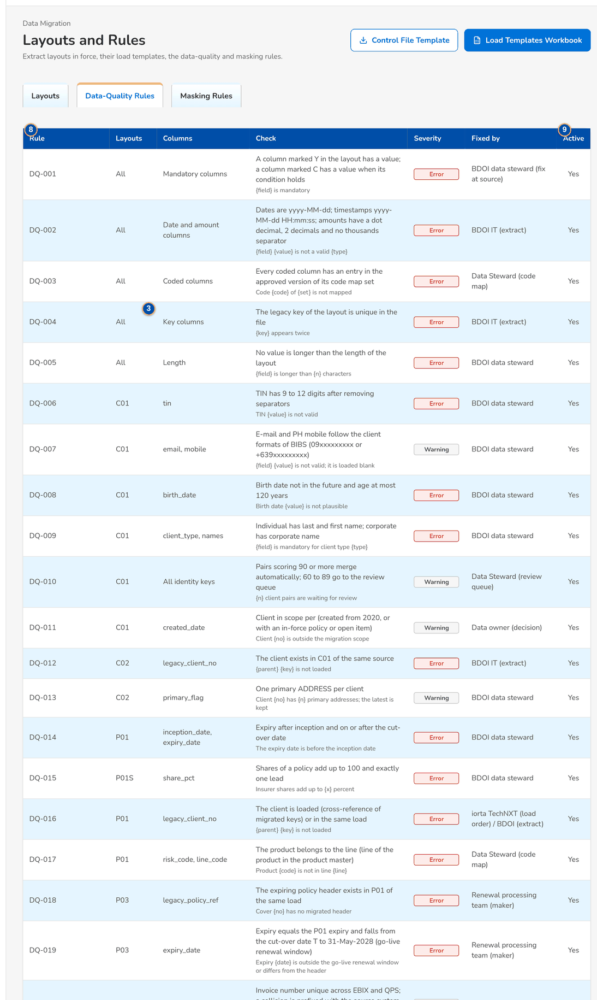 Data Migration
Layouts and Rules
Extract layouts in force, their load templates, the data-quality and masking rules.
Control File Template
Load Templates Workbook
Layouts
Data-Quality Rules
Masking Rules
8
9
Rule Layouts Columns Check Severity Fixed by Active
DQ-001 All Mandatory columns
A column marked Y in the layout has a value;
a column marked C has a value when its
condition holds
{field} is mandatory
Error
BDOI data steward (fix
at source)
Yes
DQ-002 All
Date and amount
columns
Dates are yyyy-MM-dd; timestamps yyyy-
MM-dd HH:mm:ss; amounts have a dot
decimal, 2 decimals and no thousands
separator
{field} {value} is not a valid {type}
Error
BDOI IT (extract)
Yes
DQ-003 All Coded columns
Every coded column has an entry in the
approved version of its code map set
Code {code} of {set} is not mapped
Error
Data Steward (code
map)
Yes
3
DQ-004 All Key columns
The legacy key of the layout is unique in the
file
{key} appears twice
Error
BDOI IT (extract)
Yes
DQ-005 All Length
No value is longer than the length of the
layout
{field} is longer than {n} characters
Error
BDOI data steward
Yes
DQ-006 C01 tin
TIN has 9 to 12 digits after removing
separators
TIN {value} is not valid
Error
BDOI data steward
Yes
DQ-007 C01 email, mobile
E-mail and PH mobile follow the client
formats of BIBS (09xxxxxxxxx or
+639xxxxxxxxx)
{field} {value} is not valid; it is loaded blank
Warning
BDOI data steward
Yes
DQ-008 C01 birth_date
Birth date not in the future and age at most
120 years
Birth date {value} is not plausible
Error
BDOI data steward
Yes
DQ-009 C01 client_type, names
Individual has last and first name; corporate
has corporate name
{field} is mandatory for client type {type}
Error
BDOI data steward
Yes
DQ-010 C01 All identity keys
Pairs scoring 90 or more merge
automatically; 60 to 89 go to the review
queue
{n} client pairs are waiting for review
Warning
Data Steward (review
queue)
Yes
DQ-011 C01 created_date
Client in scope per (created from 2020, or
with an in-force policy or open item)
Client {no} is outside the migration scope
Warning
Data owner (decision)
Yes
DQ-012 C02 legacy_client_no
The client exists in C01 of the same source
{parent} {key} is not loaded
Error
BDOI IT (extract)
Yes
DQ-013 C02 primary_flag
One primary ADDRESS per client
Client {no} has {n} primary addresses; the latest is
kept
Warning
BDOI data steward
Yes
DQ-014 P01
inception_date,
expiry_date
Expiry after inception and on or after the cut-
over date
The expiry date is before the inception date
Error
BDOI data steward
Yes
DQ-015 P01S share_pct
Shares of a policy add up to 100 and exactly
one lead
Insurer shares add up to {x} percent
Error
BDOI data steward
Yes
DQ-016 P01 legacy_client_no
The client is loaded (cross-reference of
migrated keys) or in the same load
{parent} {key} is not loaded
Error
iorta TechNXT (load
order) / BDOI (extract)
Yes
DQ-017 P01 risk_code, line_code
The product belongs to the line (line of the
product in the product master)
Product {code} is not in line {line}
Error
Data Steward (code
map)
Yes
DQ-018 P03 legacy_policy_ref
The expiring policy header exists in P01 of
the same load
Cover {no} has no migrated header
Error
Renewal processing
team (maker)
Yes
DQ-019 P03 expiry_date
Expiry equals the P01 expiry and falls from
the cut-over date T to 31-May-2028 (go-live
renewal window)
Expiry {date} is outside the go-live renewal window
or differs from the header
Error
Renewal processing
team (maker)
Yes
Invoice number unique across EBIX and QPS;